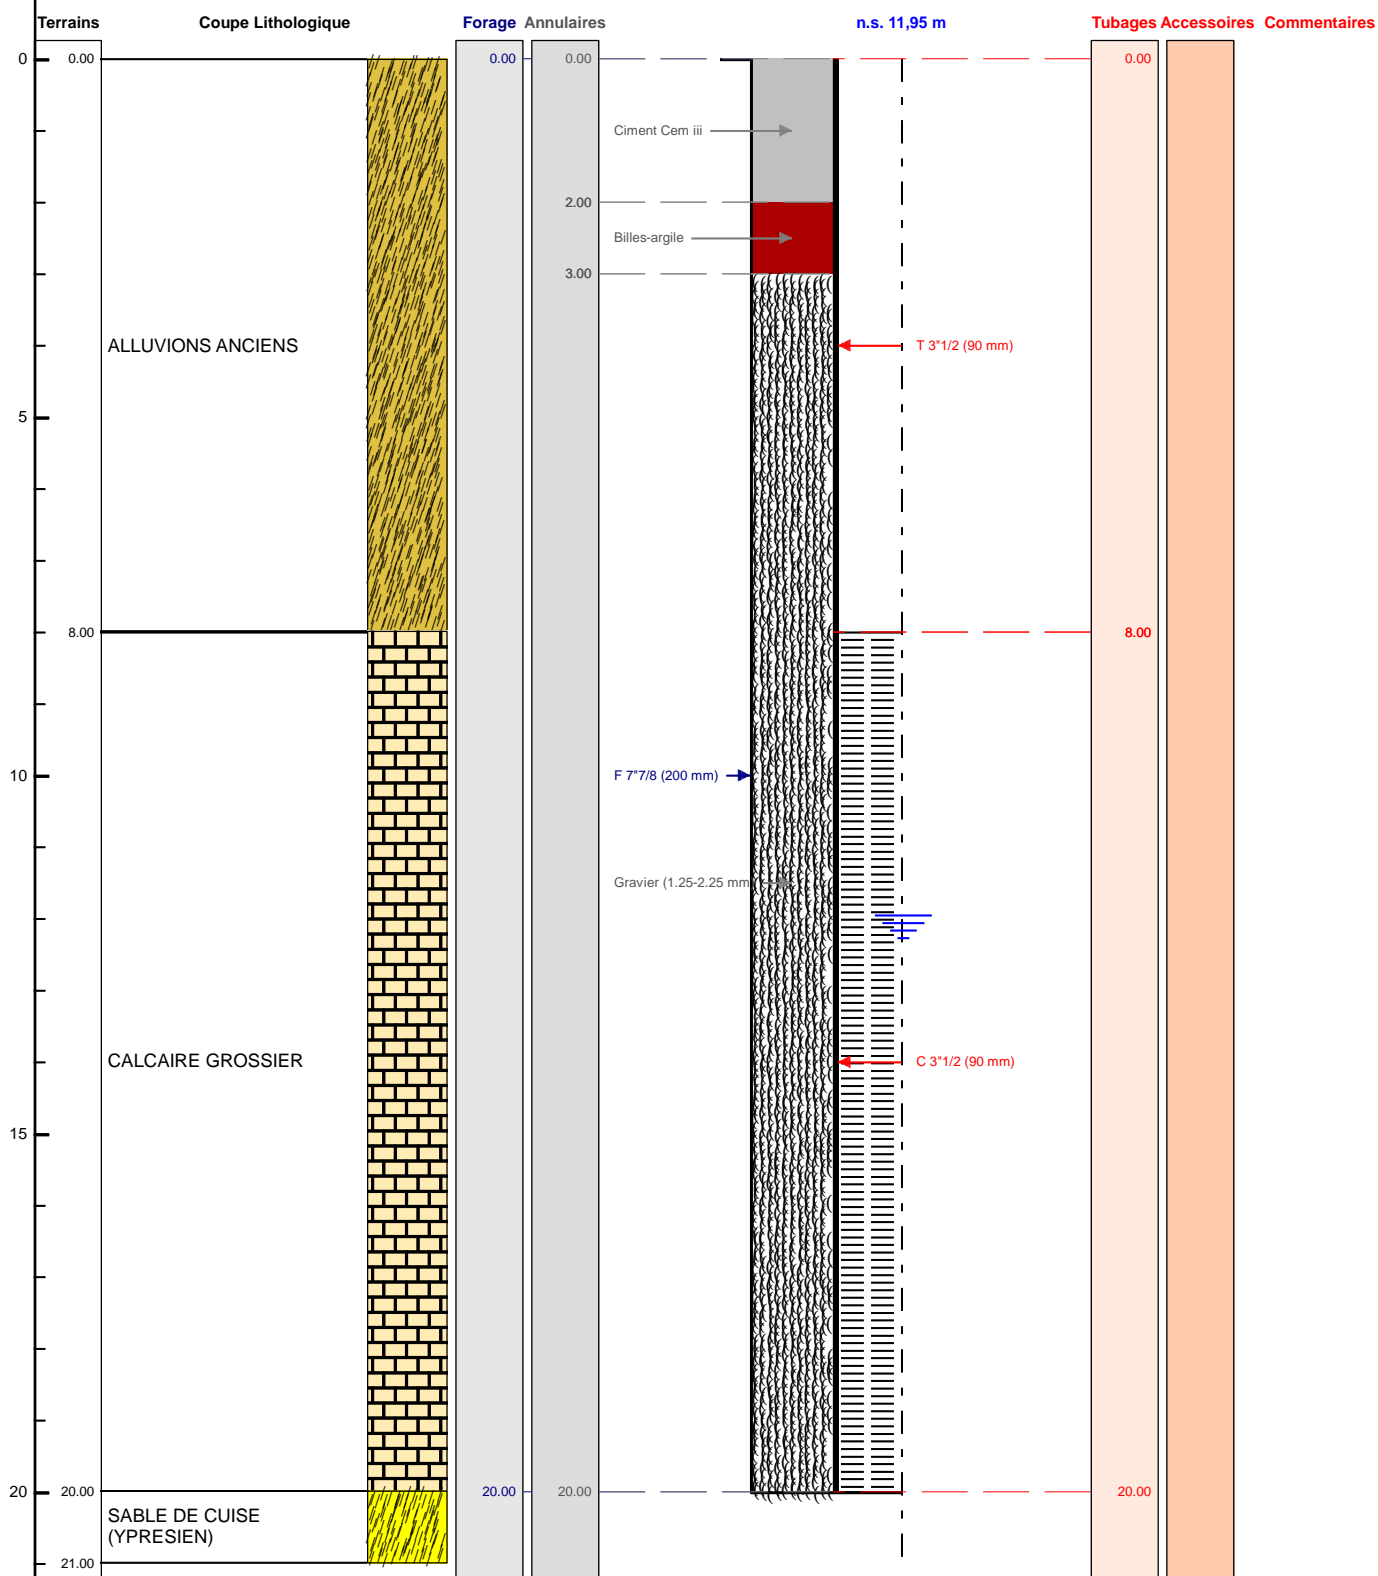 Terrains Coupe Lithologique Forage Annulaires n.s. 11,95 m Tubages Accessoires Commentaires
0 0.00 0.00 0.00 0.00
Ciment Cem iii
2.00
Billes-argile
3.00
ALLUVIONS ANCIENS T 3"1/2 (90 mm)
5
8.00 8.00
10 F 7"7/8 (200 mm)
Gravier (1.25-2.25 mm
CALCAIRE GROSSIER C 3"1/2 (90 mm)
15
20 20.00 20.00 20.00 20.00
SABLE DE CUISE
(YPRESIEN)
21.00